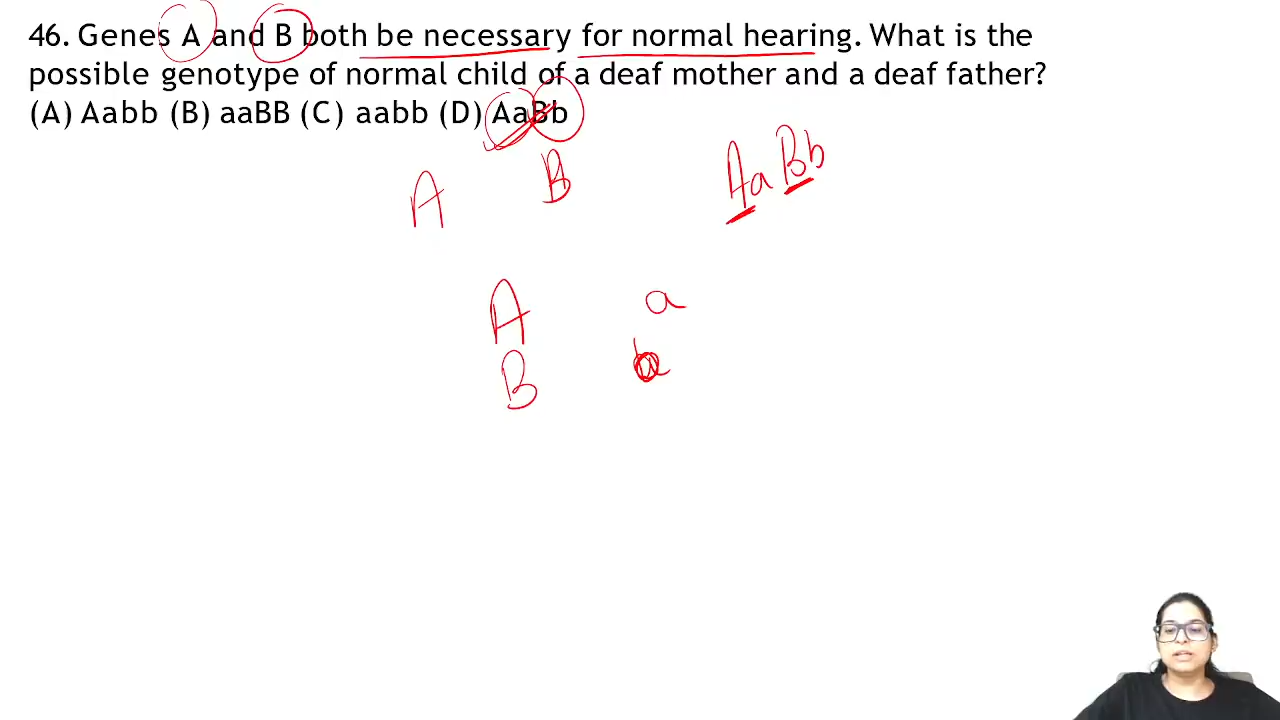 46. Genes A and B both be necessary for normal hearing. What is the
possible genotype of normal child of a deaf mother and a deaf father?
(A) Aabb (B) aaBB (C) aabb (D) AaBb
A B AaBb
A a
B